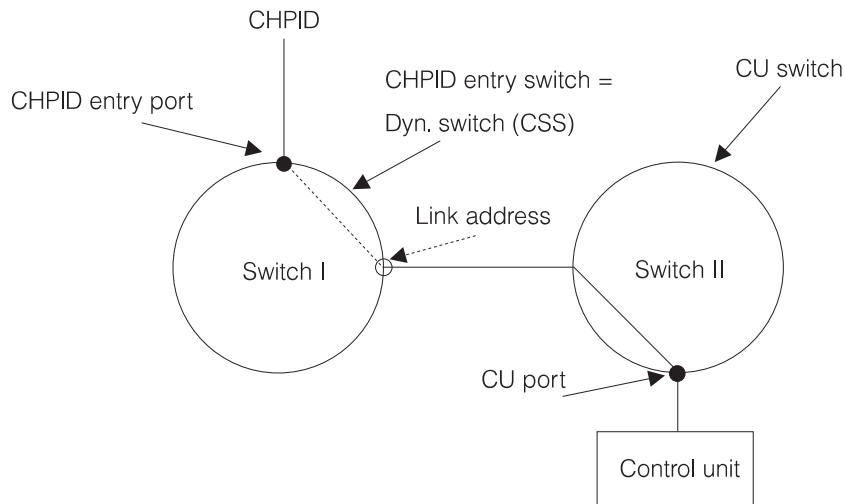 CHPID
CHPID entry port
CHPID entry switch =
Dyn. switch (CSS)
CU switch
Link address
Switch I
Switch II
CU port
Control unit